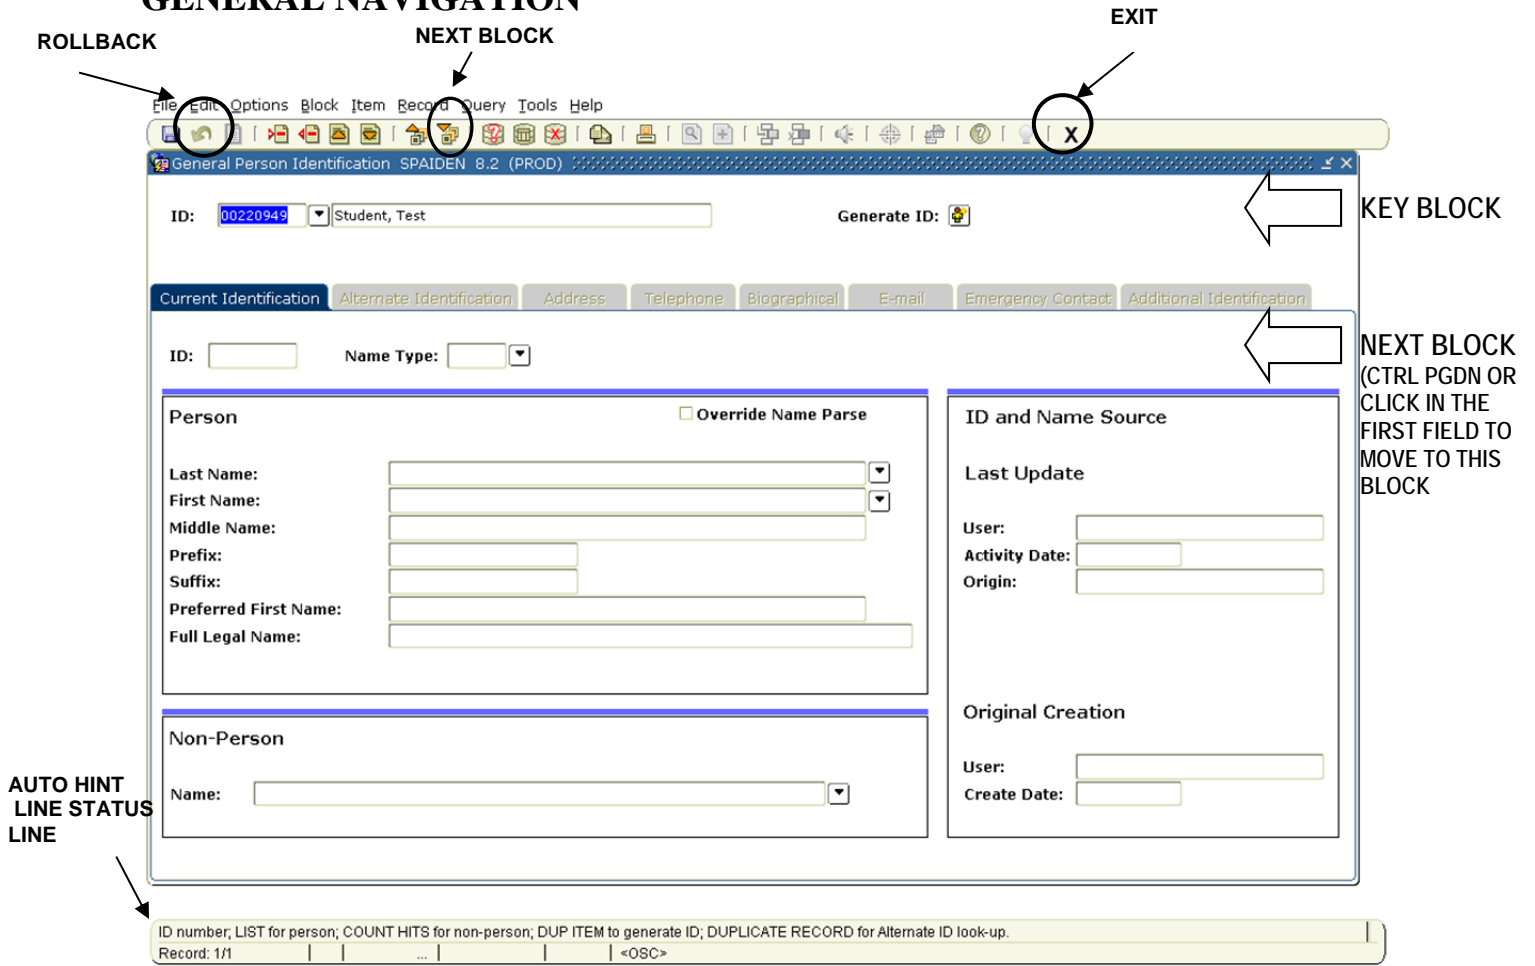 GENERAL NAVIGATION
EXIT
ROLLBACK
NEXT BLOCK
File Edit Options Block Item Record Query Tools Help
X
General Person Identification SPAIDEN 8.2 (PROD)
ID: 00220949 Student, Test Generate ID:
KEY BLOCK
Current Identification Alternate Identification Address Telephone Biographical E-mail Emergency Contact Additional Identification
ID: Name Type:
NEXT BLOCK
(CTRL PGDN OR
CLICK IN THE
FIRST FIELD TO
MOVE TO THIS
BLOCK
Person Override Name Parse
Last Name:
First Name:
Middle Name:
Prefix:
Suffix:
Preferred First Name:
Full Legal Name:
ID and Name Source
Last Update
User:
Activity Date:
Origin:
Original Creation
User:
Create Date:
Non-Person
Name:
AUTO HINT
LINE STATUS
LINE
ID number; LIST for person; COUNT HITS for non-person; DUP ITEM to generate ID; DUPLICATE RECORD for Alternate ID look-up.
Record: 1/1 ... <OSC>